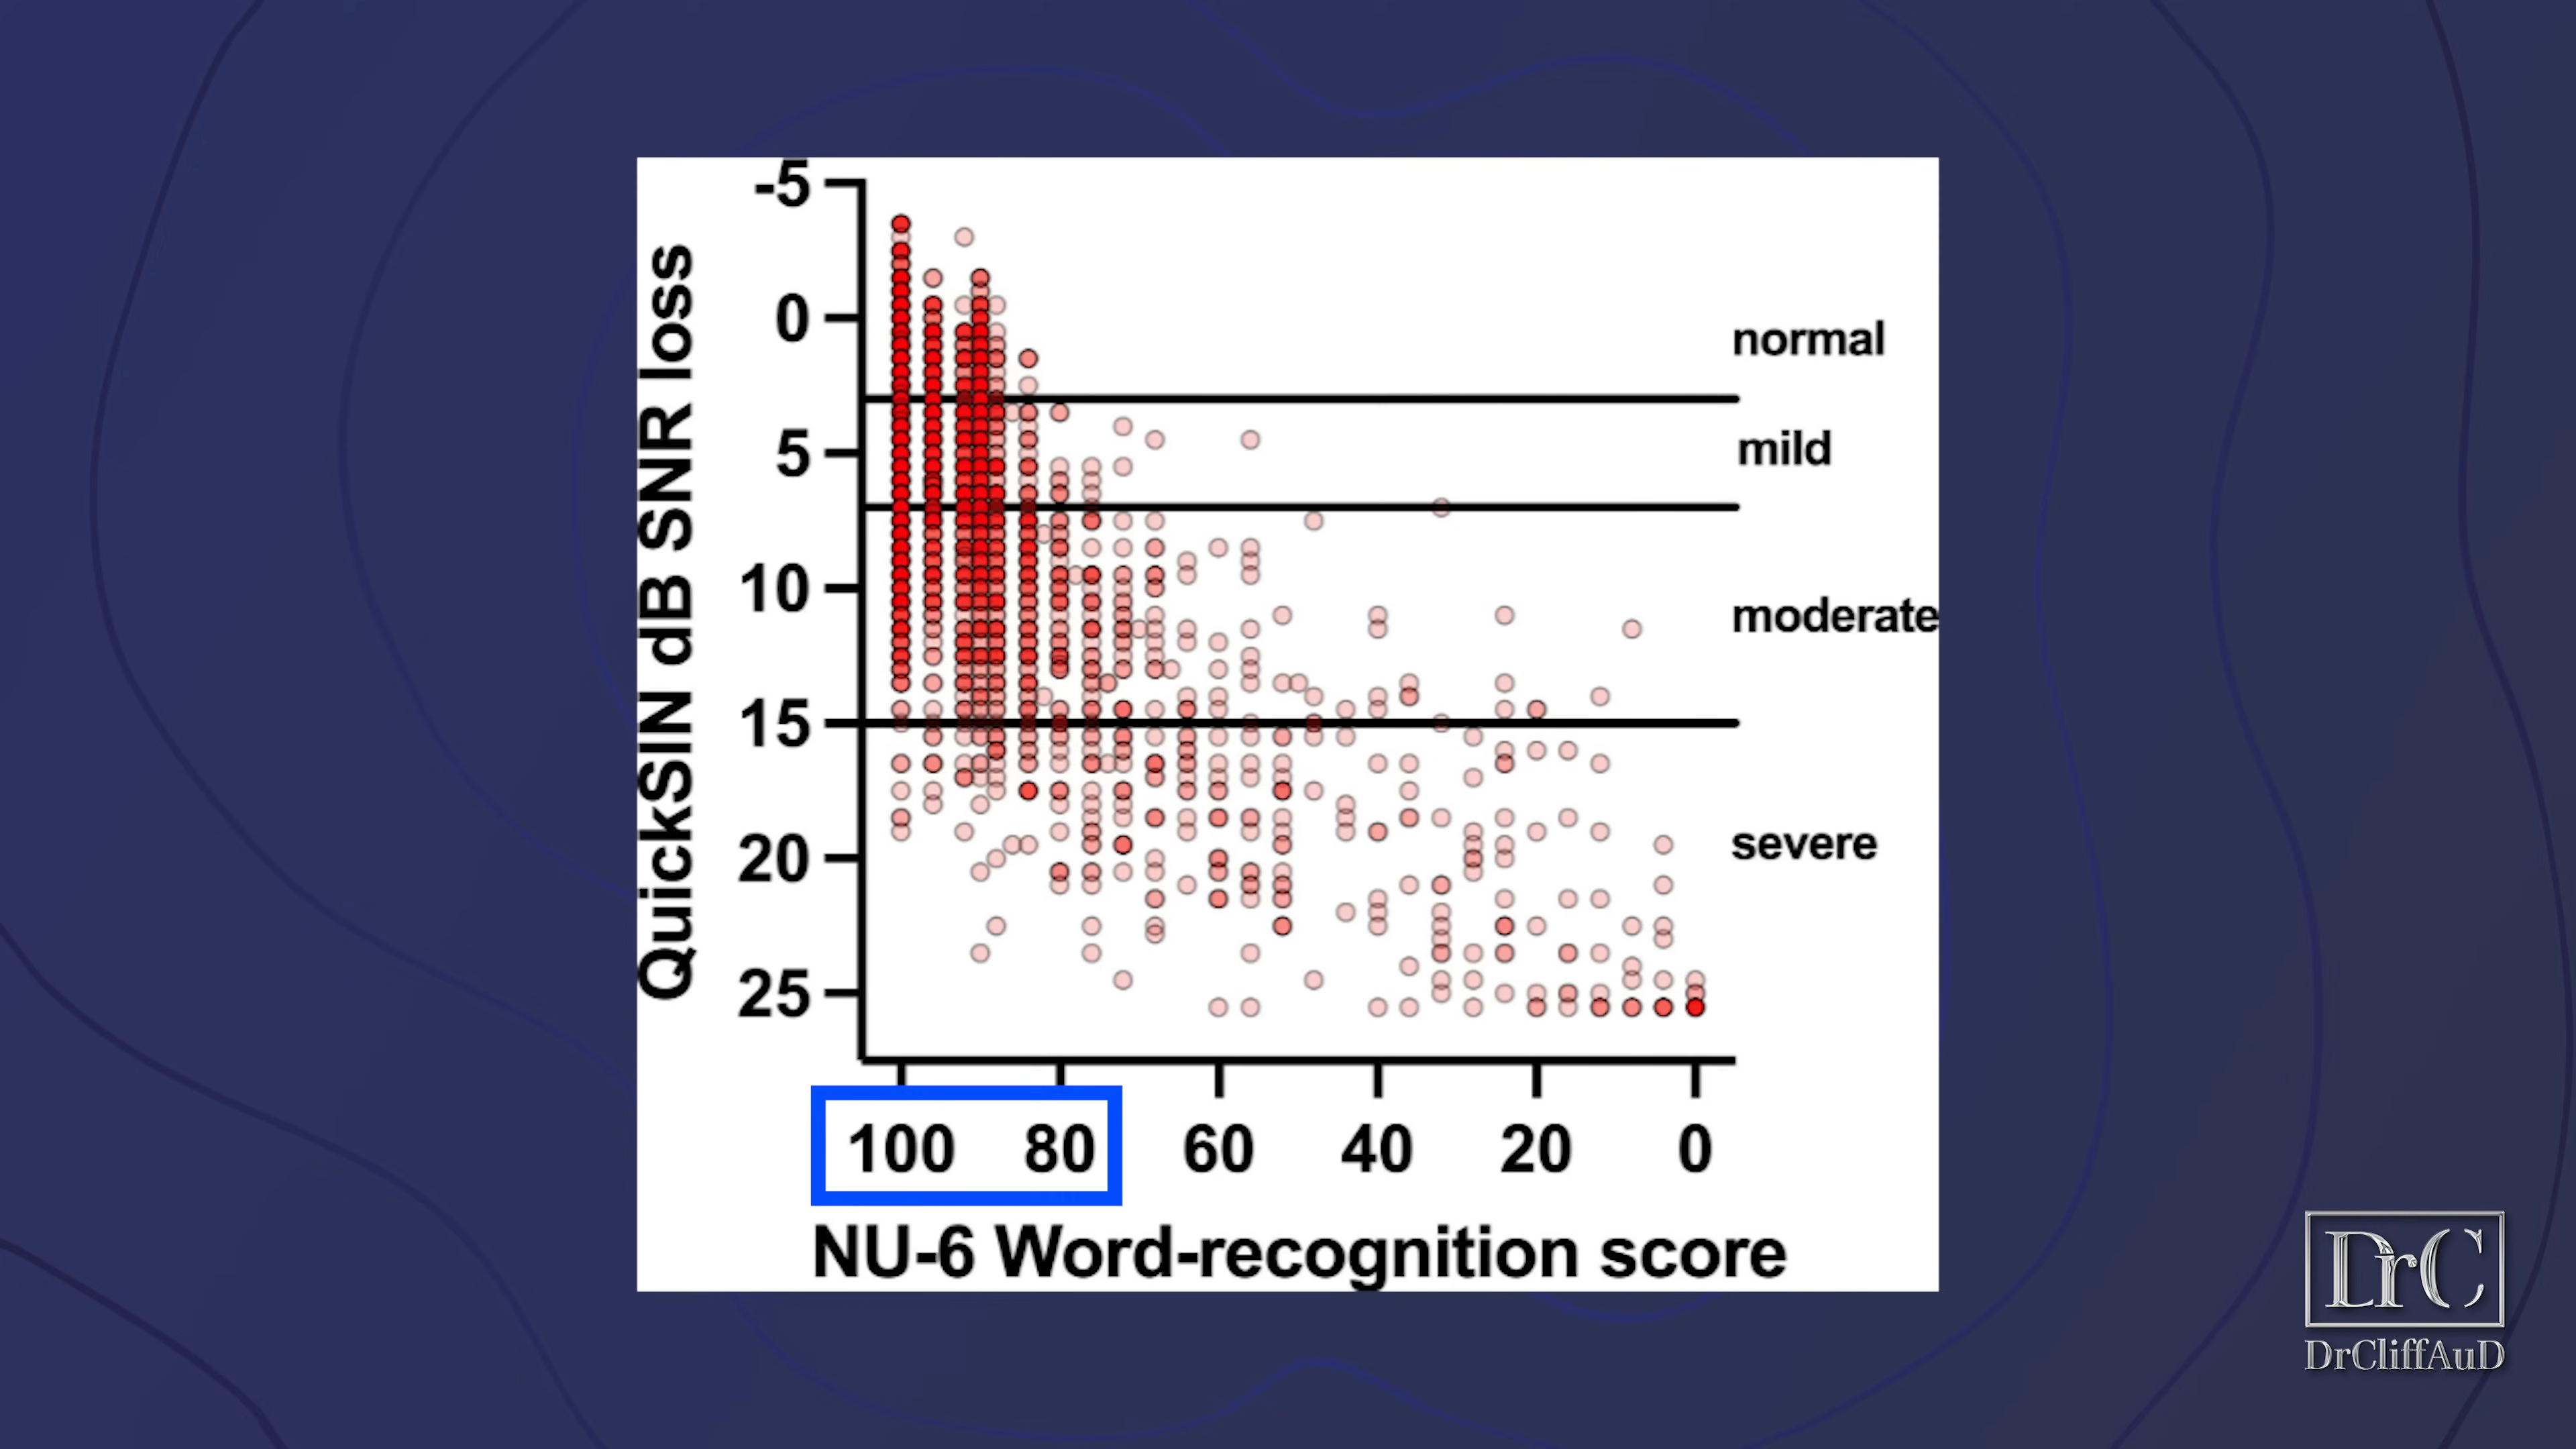 QuickSIN dB SNR loss
-5
0
5
10
15
20
25
normal
mild
moderate
severe
100 80 60 40 20 0
NU-6 Word-recognition score
DrC
DrCliffAuD